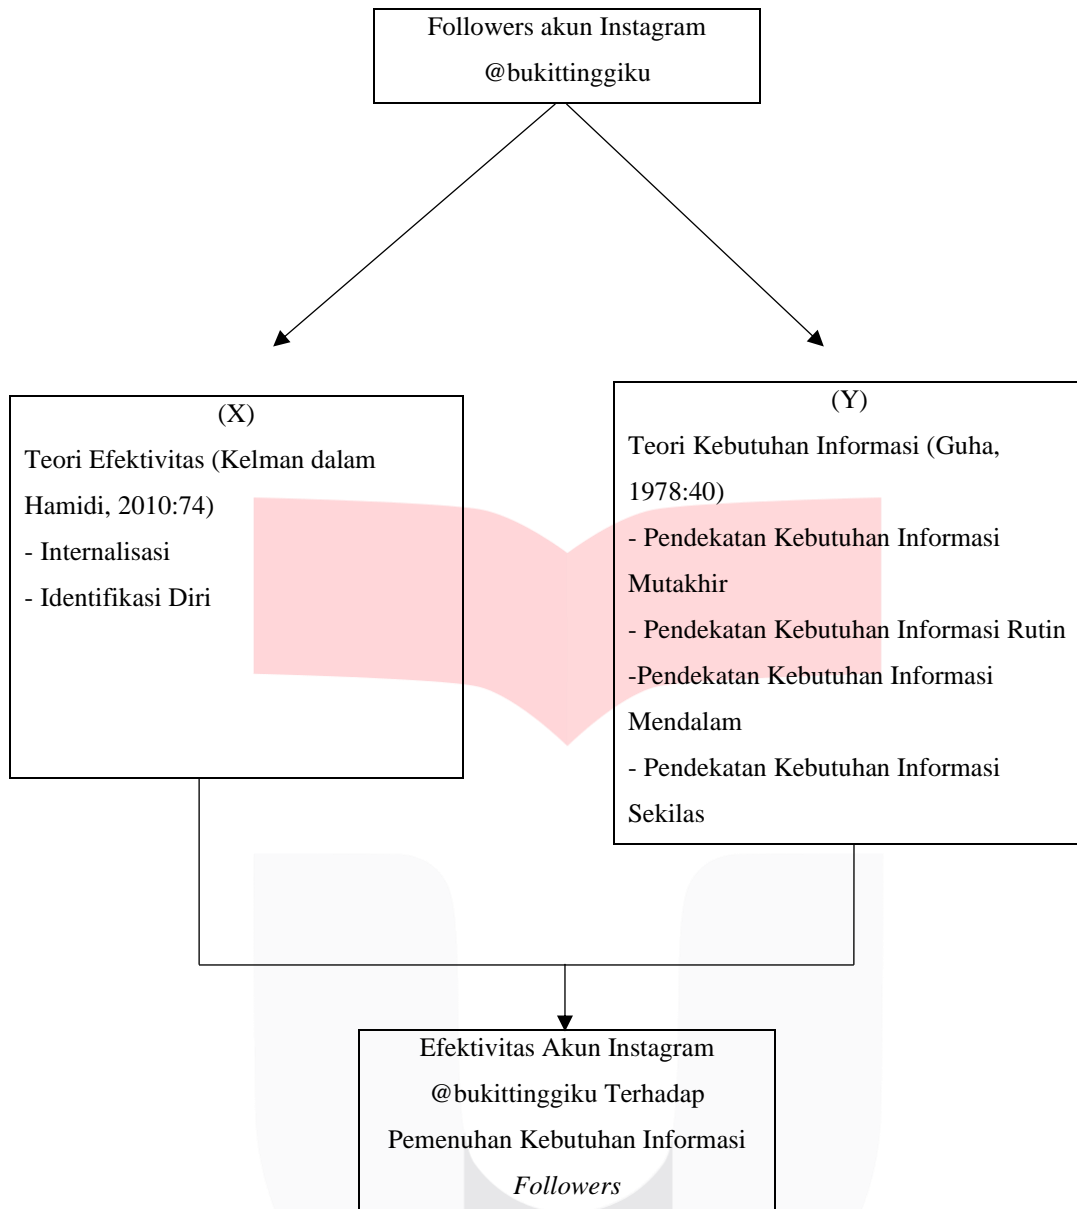 Followers akun Instagram
@bukittinggiku
(X)
Teori Efektivitas (Kelman dalam
Hamidi, 2010:74)
- Internalisasi
- Identifikasi Diri
(Y)
Teori Kebutuhan Informasi (Guha,
1978:40)
- Pendekatan Kebutuhan Informasi
Mutakhir
- Pendekatan Kebutuhan Informasi Rutin
-Pendekatan Kebutuhan Informasi
Mendalam
- Pendekatan Kebutuhan Informasi
Sekilas
Efektivitas Akun Instagram
@bukittinggiku Terhadap
Pemenuhan Kebutuhan Informasi
Followers